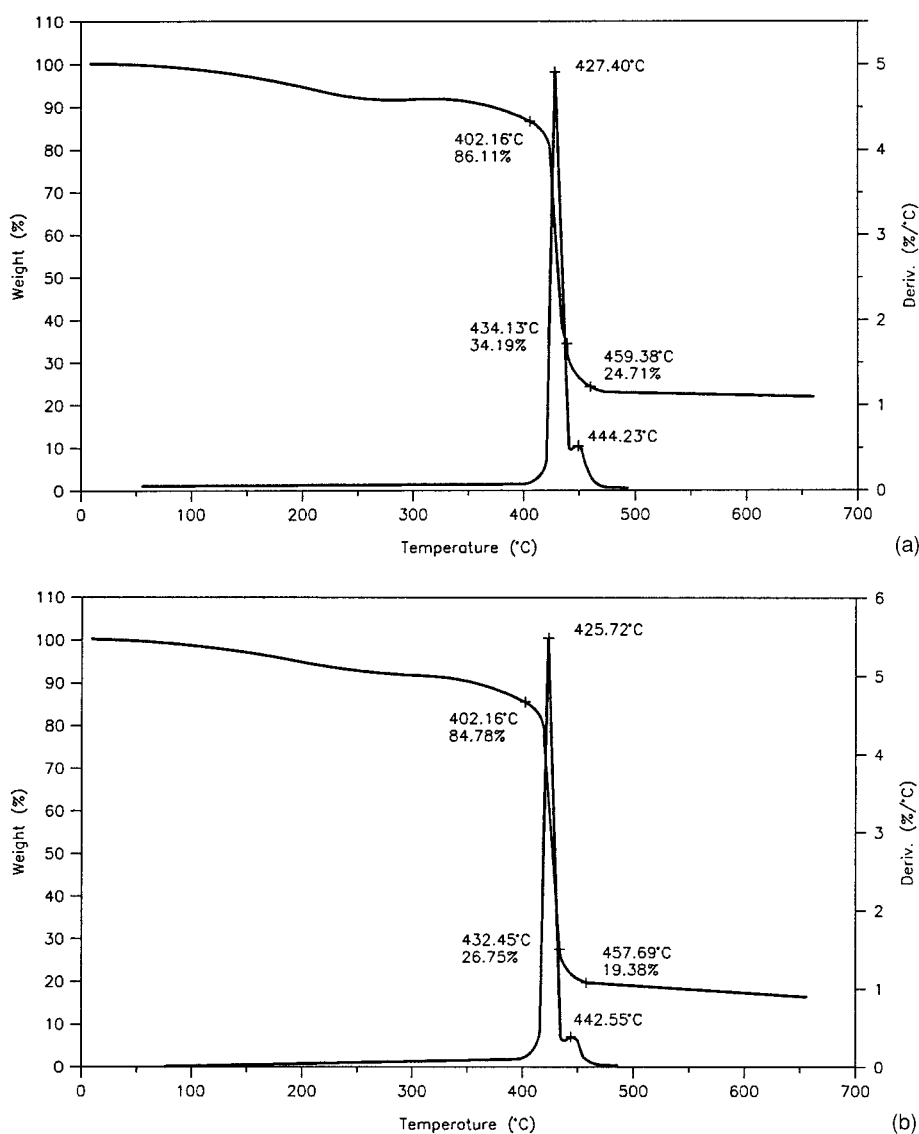 110
100
90
80
70
60
50
40
30
20
10
0
Weight (%)
5
4
3
2
1
0
Deriv. (%/°C)
427.40°C
402.16°C
86.11%
434.13°C
34.19%
459.38°C
24.71%
444.23°C
0 100 200 300 400 500 600 700
Temperature (°C)
(a)
110
100
90
80
70
60
50
40
30
20
10
0
Weight (%)
6
5
4
3
2
1
0
Deriv. (%/°C)
425.72°C
402.16°C
84.78%
432.45°C
26.75%
457.69°C
19.38%
442.55°C
0 100 200 300 400 500 600 700
Temperature (°C)
(b)